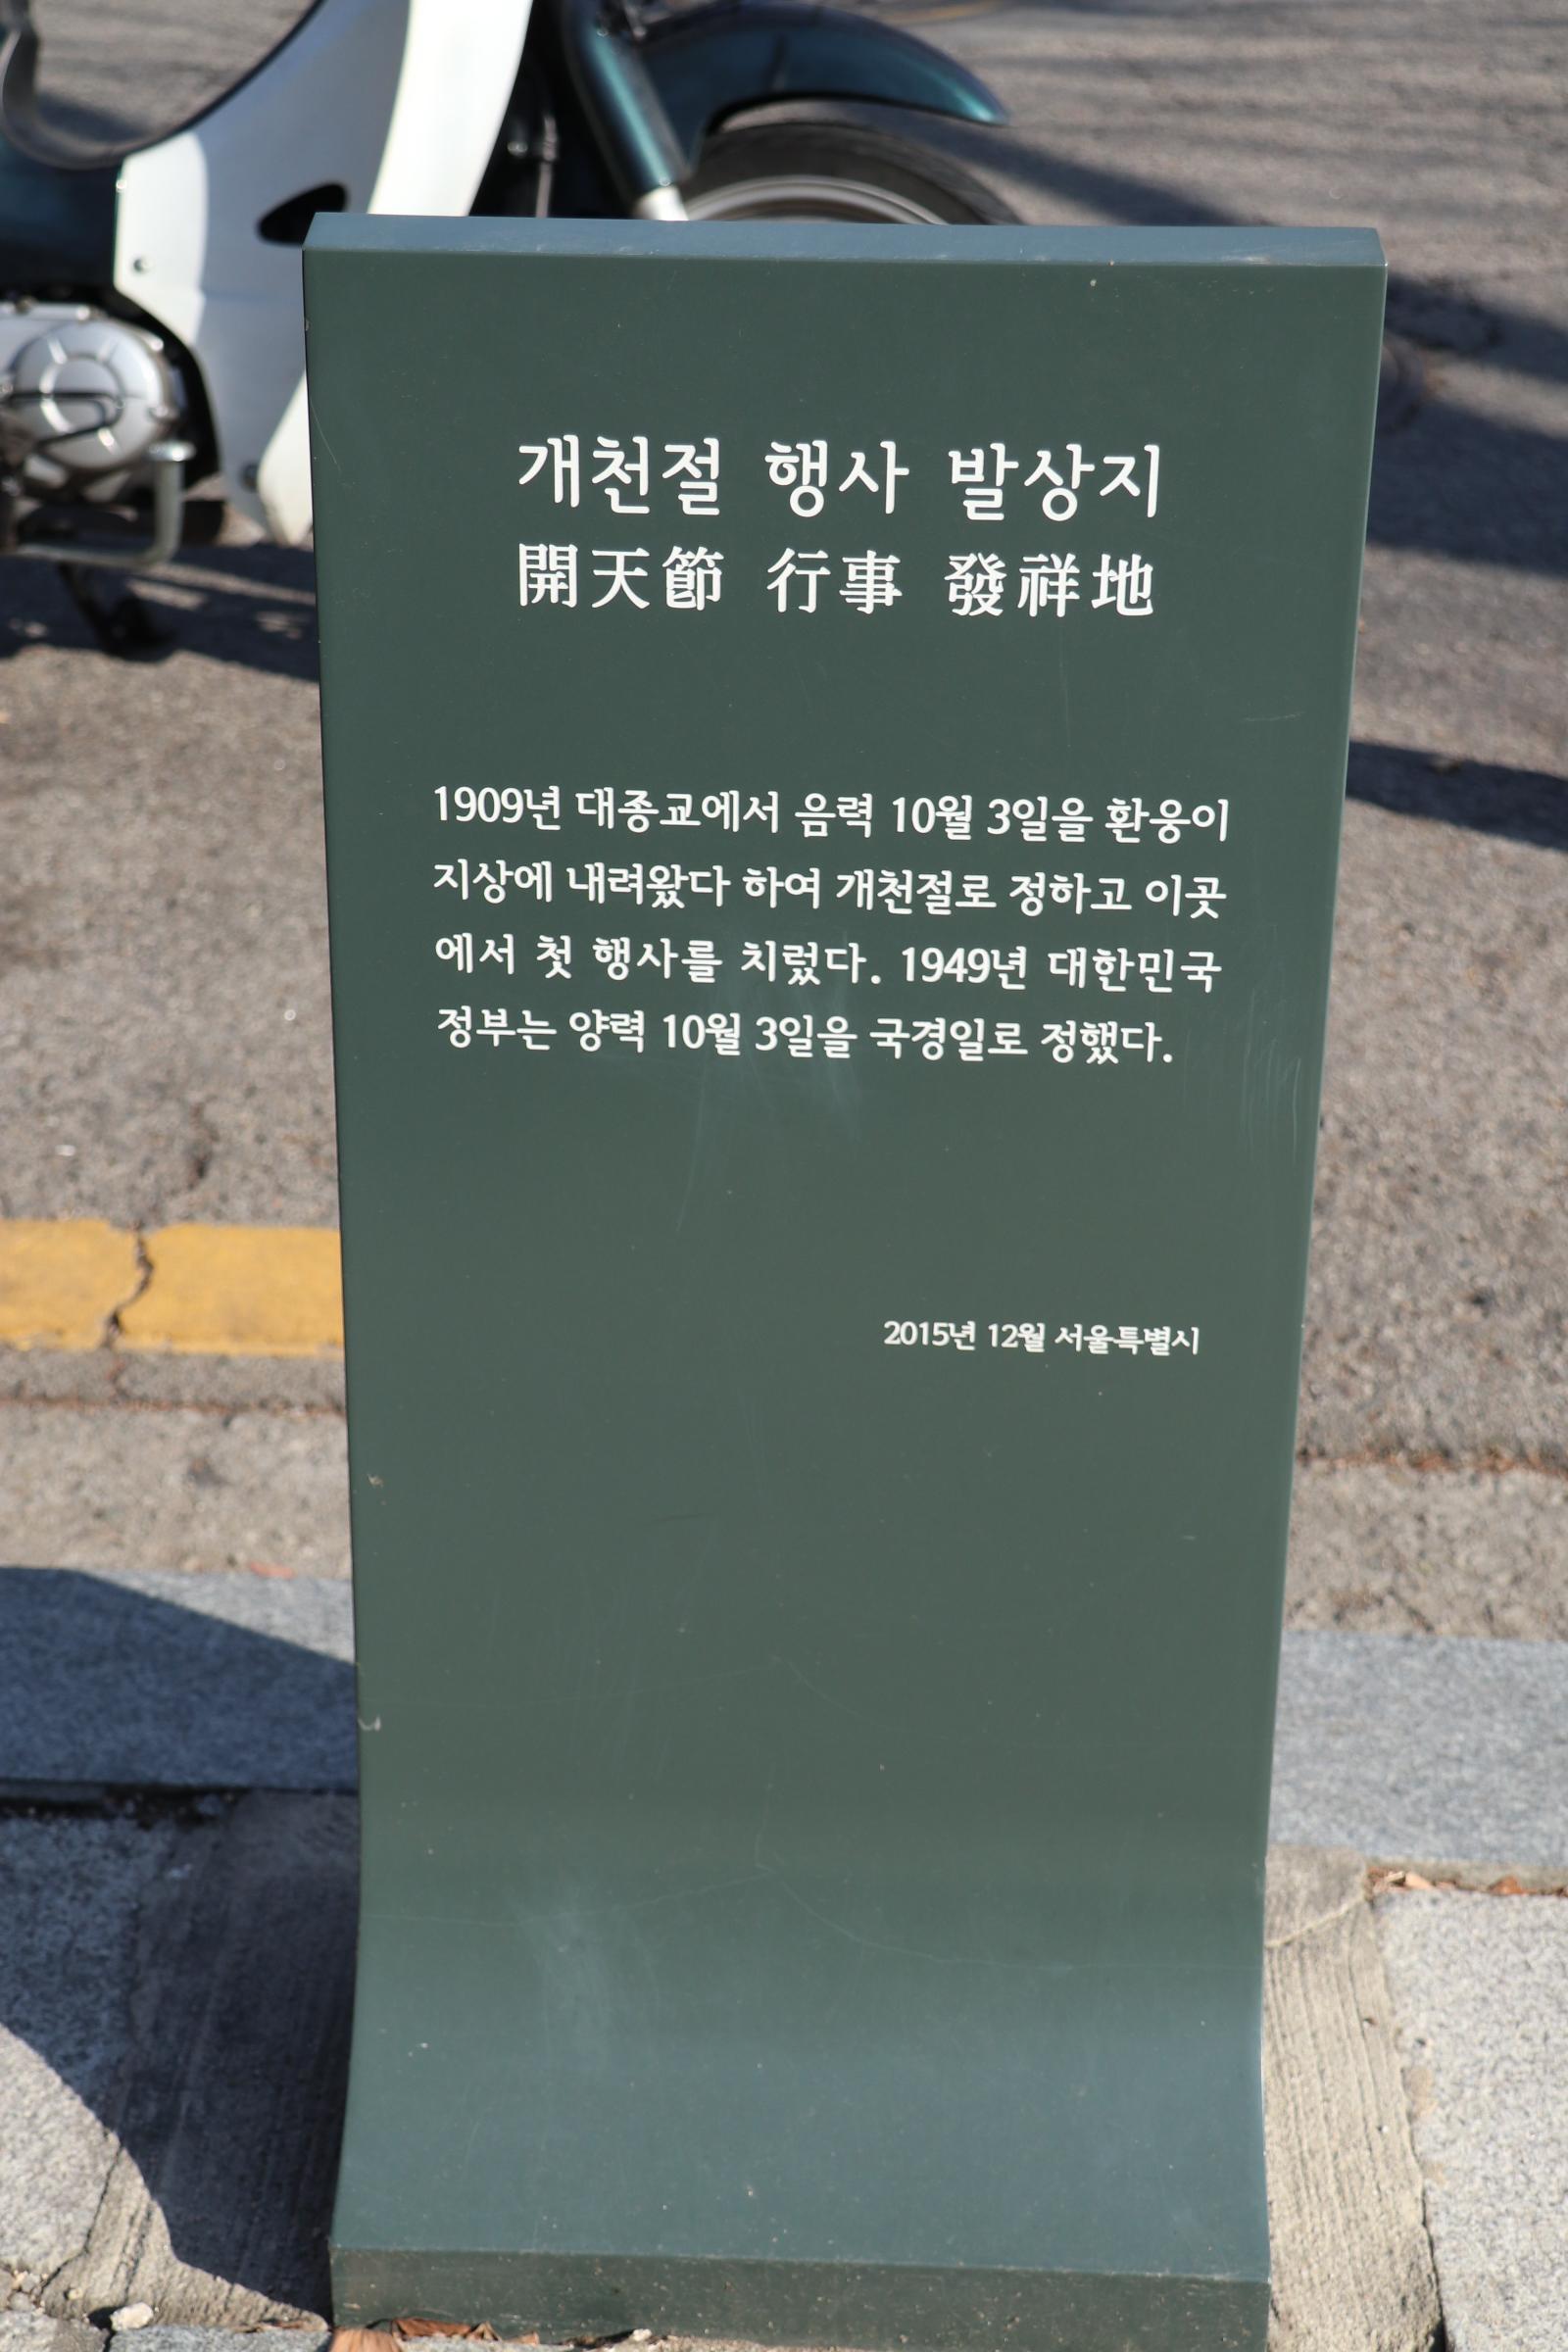 개천절 행사 발상지
開天節 行事 發祥地
1909년 대종교에서 음력 10월 3일을 환웅이
지상에 내려왔다 하여 개천절로 정하고 이곳
에서 첫 행사를 치렀다. 1949년 대한민국
정부는 양력 10월 3일을 국경일로 정했다.
2015년 12월 서울특별시